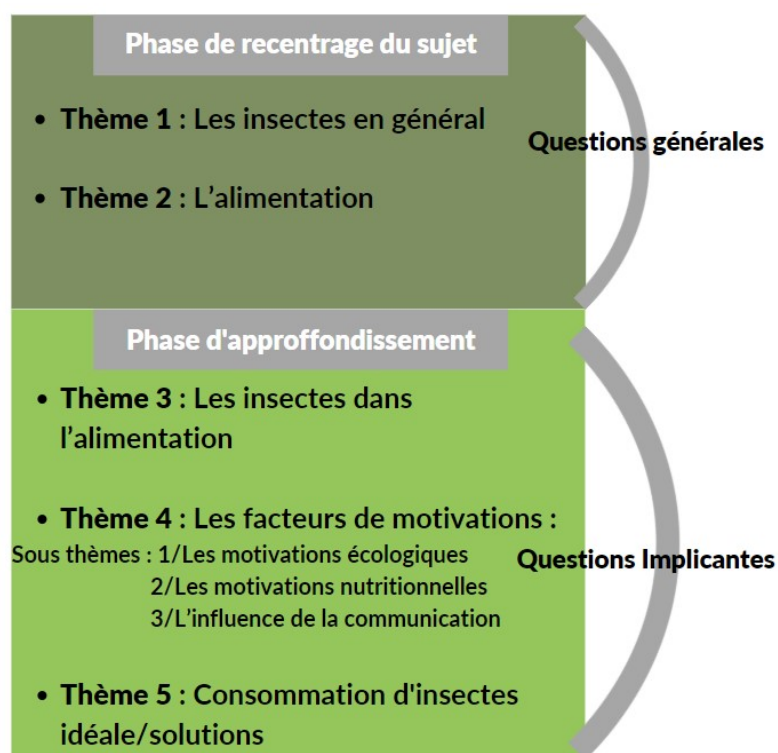 Phase de recentrage du sujet
• Thème 1 : Les insectes en général
Questions générales
• Thème 2 : L'alimentation
Phase d'approffondissement
• Thème 3 : Les insectes dans
l'alimentation
• Thème 4 : Les facteurs de motivations :
Sous thèmes : 1/Les motivations écologiques
Questions Implicantes
2/Les motivations nutritionnelles
3/L'influence de la communication
• Thème 5 : Consommation d'insectes
idéale/solutions